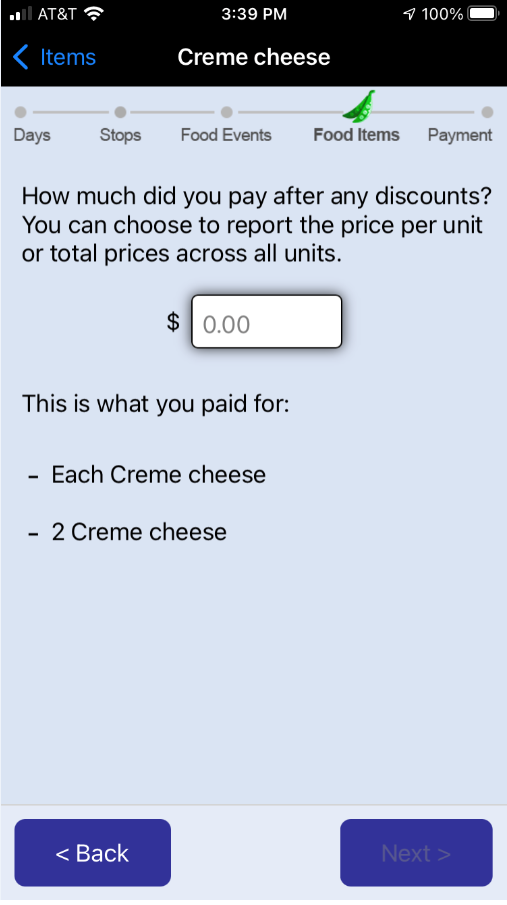 AT&T 3:39 PM 100%
Items Creme cheese
Days Stops Food Events Food Items Payment
How much did you pay after any discounts?
You can choose to report the price per unit
or total prices across all units.
$ 0.00
This is what you paid for:
- Each Creme cheese
- 2 Creme cheese
< Back Next >